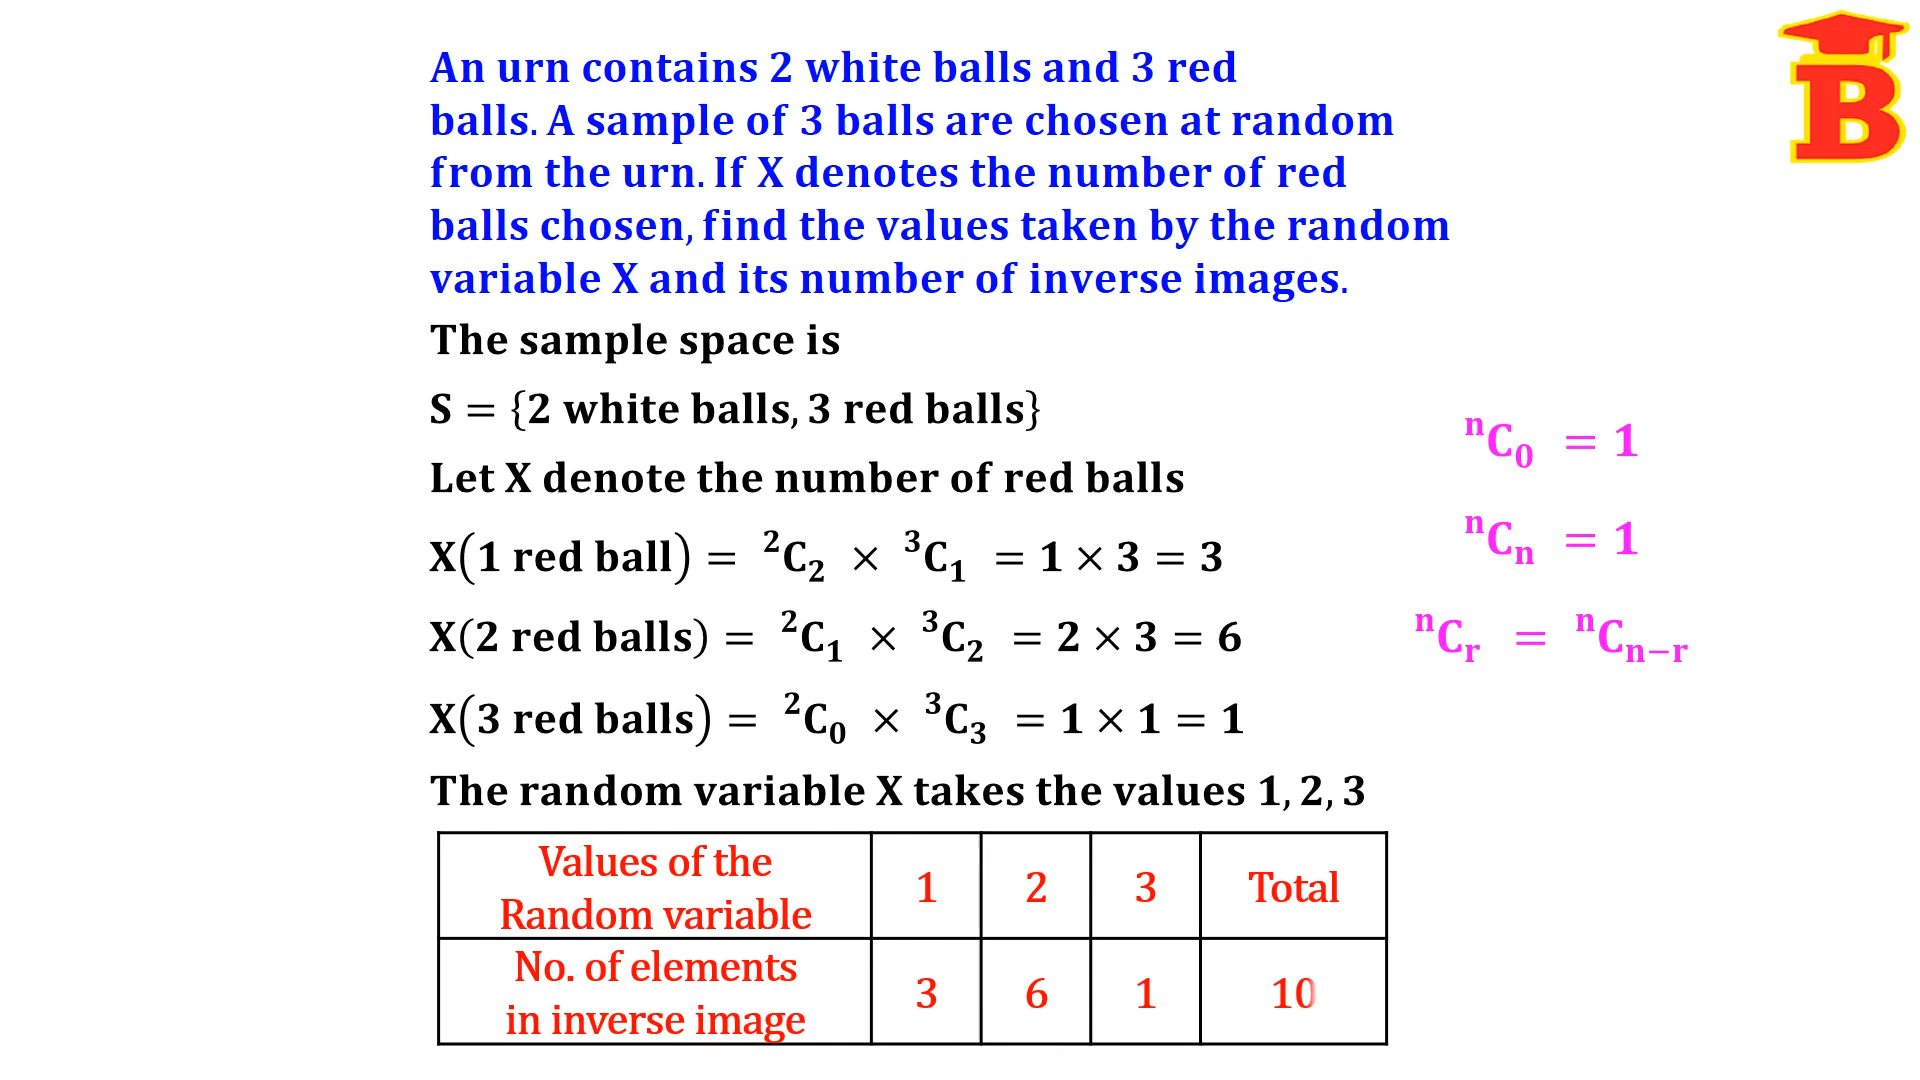 An urn contains 2 white balls and 3 red
balls. A sample of 3 balls are chosen at random
from the urn. If X denotes the number of red
balls chosen, find the values taken by the random
variable X and its number of inverse images.
The sample space is
S = {2 white balls, 3 red balls}
Let X denote the number of red balls
X(1 red ball) = ²C₂ × ³C₁ = 1 × 3 = 3
X(2 red balls) = ²C₁ × ³C₂ = 2 × 3 = 6
X(3 red balls) = ²C₀ × ³C₃ = 1 × 1 = 1
The random variable X takes the values 1, 2, 3
Values of the
Random variable
1 2 3 Total
No. of elements
in inverse image
3 6 1 10
ⁿC₀ = 1
ⁿCₙ = 1
ⁿCᵣ = ⁿCₙ₋ᵣ
B